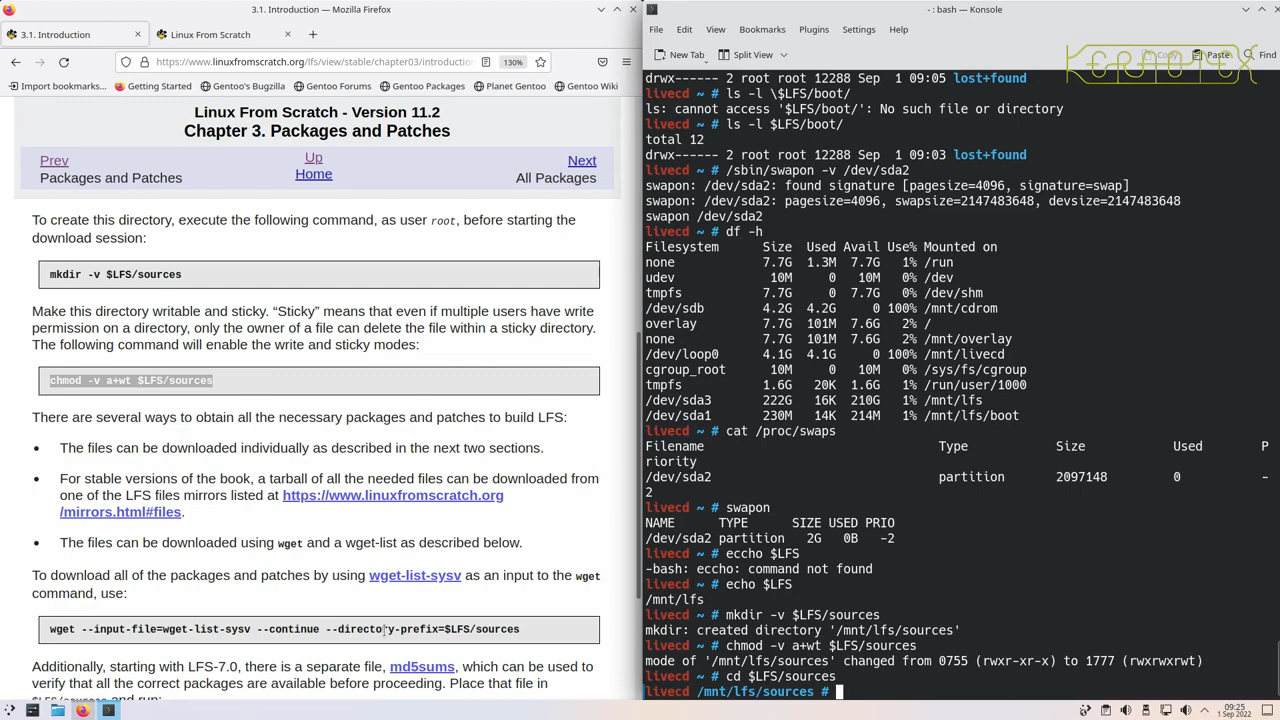 3.1. Introduction — Mozilla Firefox
3.1. Introduction
Linux From Scratch
https://www.linuxfromscratch.org/lfs/view/stable/chapter03/introduction
130%
Import bookmarks...
Getting Started
Gentoo's Bugzilla
Gentoo Forums
Gentoo Packages
Planet Gentoo
Gentoo Wiki
Linux From Scratch - Version 11.2
Chapter 3. Packages and Patches
Prev
Up
Next
Packages and Patches
Home
All Packages
To create this directory, execute the following command, as user root, before starting the
download session:
mkdir -v $LFS/sources
Make this directory writable and sticky. “Sticky” means that even if multiple users have write
permission on a directory, only the owner of a file can delete the file within a sticky directory.
The following command will enable the write and sticky modes:
chmod -v a+wt $LFS/sources
There are several ways to obtain all the necessary packages and patches to build LFS:
• The files can be downloaded individually as described in the next two sections.
• For stable versions of the book, a tarball of all the needed files can be downloaded from
one of the LFS files mirrors listed at https://www.linuxfromscratch.org
/mirrors.html#files.
• The files can be downloaded using wget and a wget-list as described below.
To download all of the packages and patches by using wget-list-sysv as an input to the wget
command, use:
wget --input-file=wget-list-sysv --continue --directory-prefix=$LFS/sources
Additionally, starting with LFS-7.0, there is a separate file, md5sums, which can be used to
verify that all the correct packages are available before proceeding. Place that file in
$LFS/sources and run:
- : bash — Konsole
File Edit View Bookmarks Plugins Settings Help
New Tab Split View Copy Paste Find
KERNOTEX
drwx------ 2 root root 12288 Sep  1 09:05 lost+found
livecd ~ # ls -l \$LFS/boot/
ls: cannot access '$LFS/boot/': No such file or directory
livecd ~ # ls -l $LFS/boot/
total 12
drwx------ 2 root root 12288 Sep  1 09:03 lost+found
livecd ~ # /sbin/swapon -v /dev/sda2
swapon: /dev/sda2: found signature [pagesize=4096, signature=swap]
swapon: /dev/sda2: pagesize=4096, swapsize=2147483648, devsize=2147483648
swapon /dev/sda2
livecd ~ # df -h
Filesystem      Size  Used Avail Use% Mounted on
none            7.7G  1.3M  7.7G   1% /run
udev             10M     0   10M   0% /dev
tmpfs           7.7G     0  7.7G   0% /dev/shm
/dev/sdb        4.2G  4.2G     0 100% /mnt/cdrom
overlay         7.7G  101M  7.6G   2% /
none            7.7G  101M  7.6G   2% /mnt/overlay
/dev/loop0      4.1G  4.1G     0 100% /mnt/livecd
cgroup_root      10M     0   10M   0% /sys/fs/cgroup
tmpfs           1.6G   20K  1.6G   1% /run/user/1000
/dev/sda3       222G   16K  210G   1% /mnt/lfs
/dev/sda1       230M   14K  214M   1% /mnt/lfs/boot
livecd ~ # cat /proc/swaps
Filename Type Size Used P
riority
/dev/sda2 partition 2097148 0 -
2
livecd ~ # swapon
NAME      TYPE      SIZE USED PRIO
/dev/sda2 partition   2G   0B   -2
livecd ~ # eccho $LFS
-bash: eccho: command not found
livecd ~ # echo $LFS
/mnt/lfs
livecd ~ # mkdir -v $LFS/sources
mkdir: created directory '/mnt/lfs/sources'
livecd ~ # chmod -v a+wt $LFS/sources
mode of '/mnt/lfs/sources' changed from 0755 (rwxr-xr-x) to 1777 (rwxrwxrwt)
livecd ~ # cd $LFS/sources
livecd /mnt/lfs/sources #
09:25
1 Sep 2022